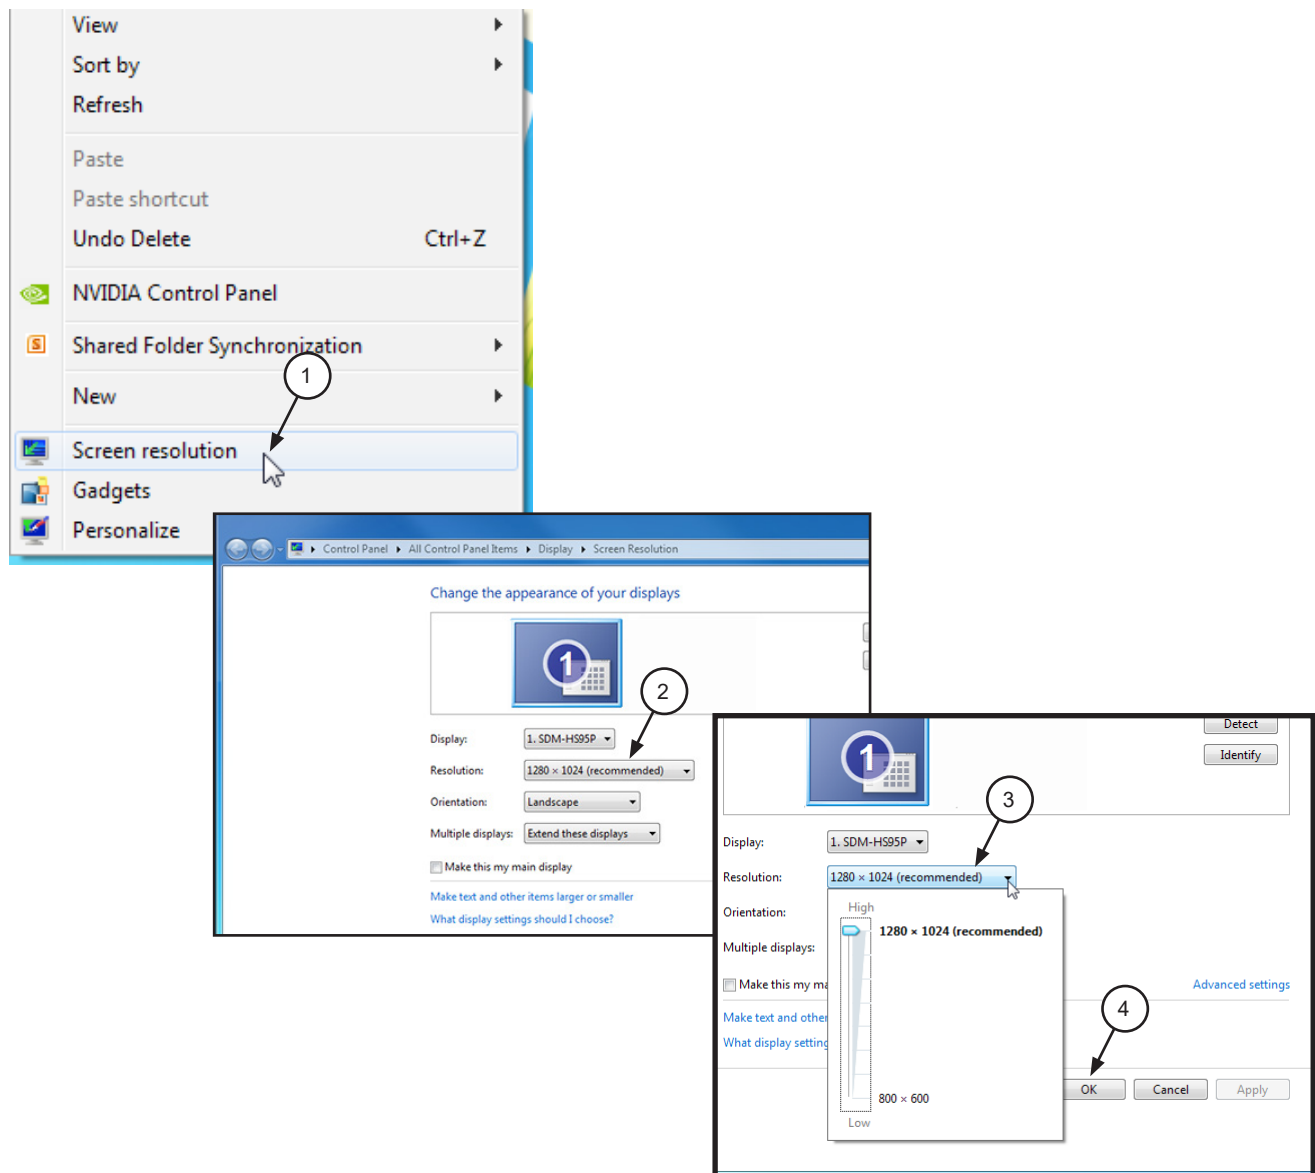 View
Sort by
Refresh
Paste
Paste shortcut
Undo Delete Ctrl+Z
NVIDIA Control Panel
S Shared Folder Synchronization
1
New
Screen resolution
Gadgets
Personalize
Control Panel All Control Panel Items Display Screen Resolution
Change the appearance of your displays
1
2
Display: 1. SDM-HS95P
Resolution: 1280 × 1024 (recommended)
Orientation: Landscape
Multiple displays: Extend these displays
Make this my main display
Make text and other items larger or smaller
What display settings should I choose?
Detect
1
Identify
3
Display: 1. SDM-HS95P
Resolution: 1280 × 1024 (recommended)
Orientation: High
1280 × 1024 (recommended)
Multiple displays:
Make this my ma Advanced settings
4
Make text and other
What display setting
OK Cancel Apply
800 × 600
Low